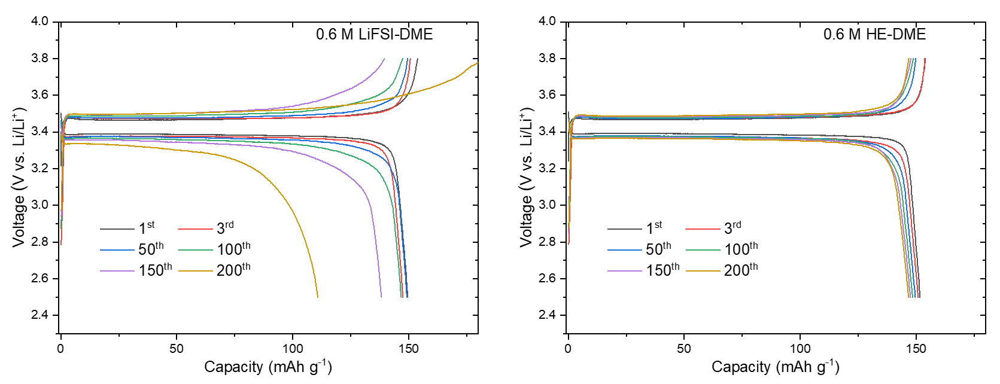 4.0
3.8
3.6
3.4
3.2
3.0
2.8
2.6
2.4
0
50
100
150
Voltage (V vs. Li/Li⁺)
Capacity (mAh g⁻¹)
0.6 M LiFSI-DME
1ˢᵗ 3ʳᵈ
50ᵗʰ 100ᵗʰ
150ᵗʰ 200ᵗʰ
4.0
3.8
3.6
3.4
3.2
3.0
2.8
2.6
2.4
0
50
100
150
Voltage (V vs. Li/Li⁺)
Capacity (mAh g⁻¹)
0.6 M HE-DME
1ˢᵗ 3ʳᵈ
50ᵗʰ 100ᵗʰ
150ᵗʰ 200ᵗʰ